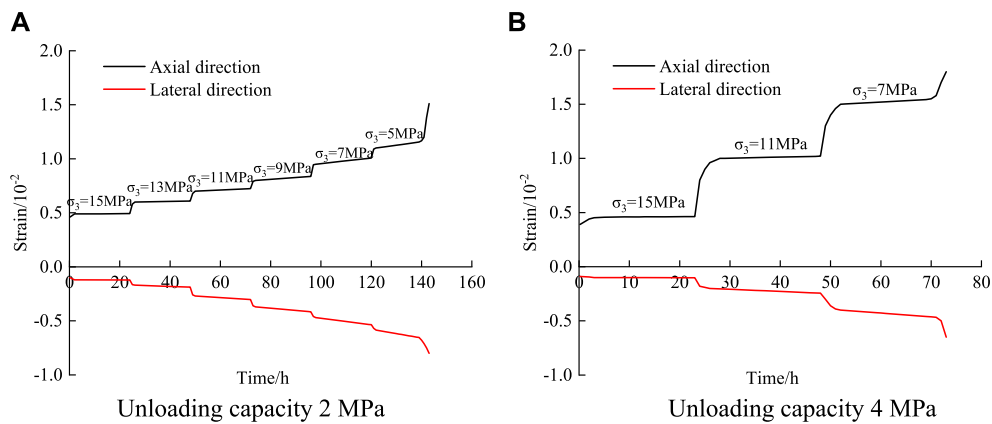 A
2.0
1.5
1.0
0.5
0.0
-0.5
-1.0
Strain/10⁻²
Axial direction
Lateral direction
σ₃=15MPa
σ₃=13MPa
σ₃=11MPa
σ₃=9MPa
σ₃=7MPa
σ₃=5MPa
0 20 40 60 80 100 120 140 160
Time/h
Unloading capacity 2 MPa
B
2.0
1.5
1.0
0.5
0.0
-0.5
-1.0
Strain/10⁻²
Axial direction
Lateral direction
σ₃=15MPa
σ₃=11MPa
σ₃=7MPa
0 10 20 30 40 50 60 70 80
Time/h
Unloading capacity 4 MPa